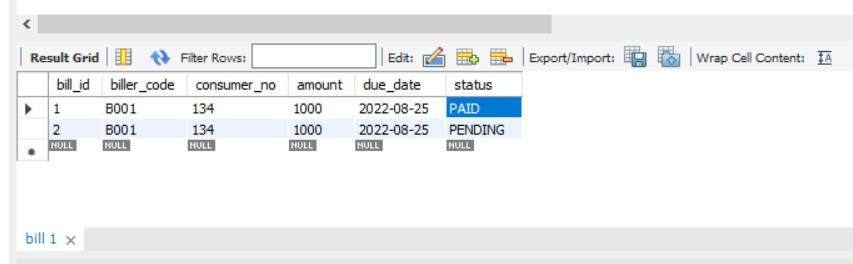 Result Grid Filter Rows: Edit: Export/Import: Wrap Cell Content: IA
bill_id biller_code consumer_no amount due_date status
1 B001 134 1000 2022-08-25 PAID
2 B001 134 1000 2022-08-25 PENDING
NULL NULL NULL NULL NULL NULL
bill 1